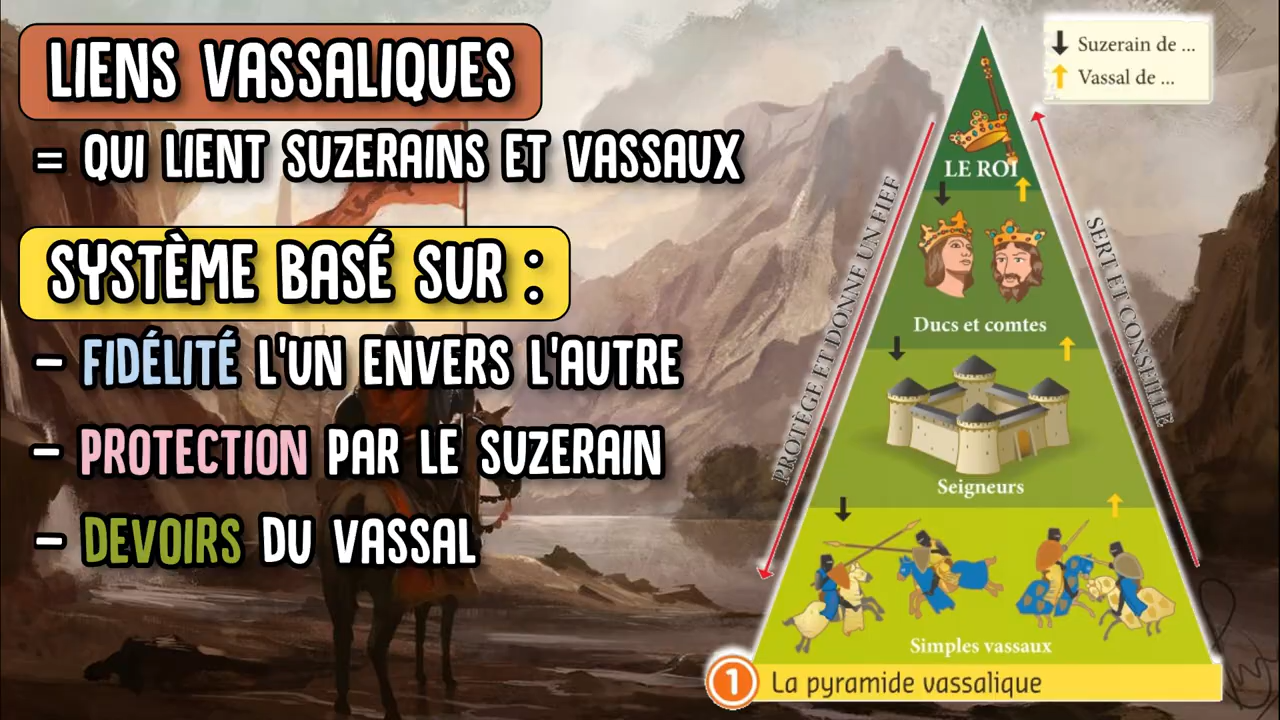 LIENS VASSALIQUES
= QUI LIENT SUZERAINS ET VASSAUX
SYSTÈME BASÉ SUR :
- FIDÉLITÉ L'UN ENVERS L'AUTRE
- PROTECTION PAR LE SUZERAIN
- DEVOIRS DU VASSAL
Suzerain de ...
Vassal de ...
LE ROI
PROTÈGE ET DONNE UN FIEF
SERT ET CONSEILLE
Ducs et comtes
Seigneurs
Simples vassaux
1 La pyramide vassalique